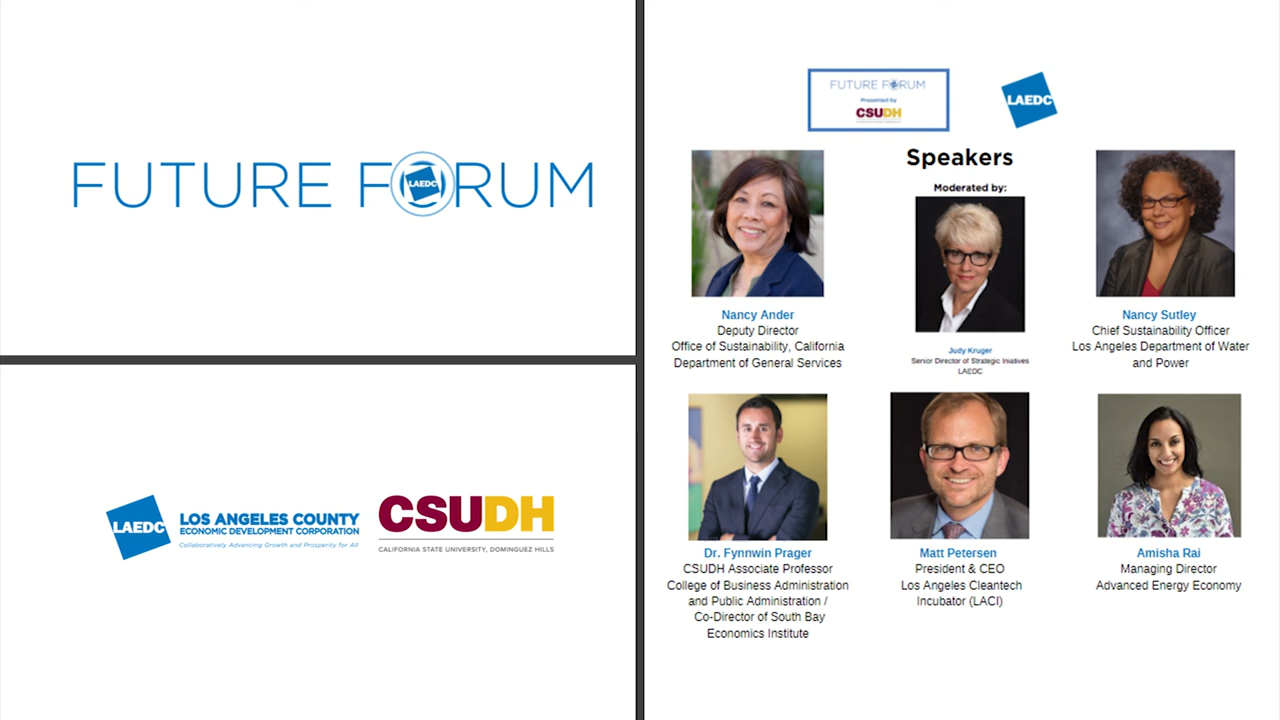 FUTURE FORUM
LAEDC
LAEDC
LOS ANGELES COUNTY
ECONOMIC DEVELOPMENT CORPORATION
Collaboratively Advancing Growth and Prosperity for All
CSUDH
CALIFORNIA STATE UNIVERSITY, DOMINGUEZ HILLS
FUTURE FORUM
Presented by
CSUDH
LAEDC
Speakers
Moderated by:
Nancy Ander
Deputy Director
Office of Sustainability, California
Department of General Services
Judy Kruger
Senior Director of Strategic Iniatives
LAEDC
Nancy Sutley
Chief Sustainability Officer
Los Angeles Department of Water
and Power
Dr. Fynnwin Prager
CSUDH Associate Professor
College of Business Administration
and Public Administration /
Co-Director of South Bay
Economics Institute
Matt Petersen
President & CEO
Los Angeles Cleantech
Incubator (LACI)
Amisha Rai
Managing Director
Advanced Energy Economy